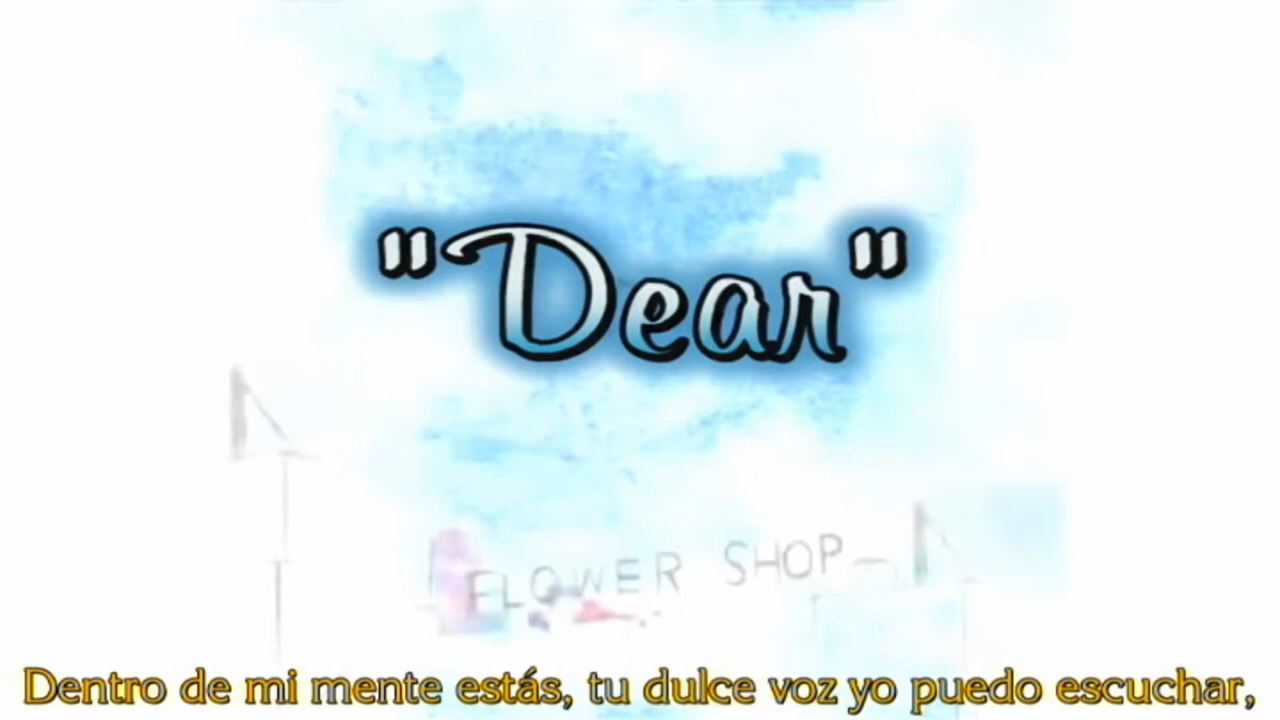 "Dear"
FLOWER SHOP
Dentro de mi mente estás, tu dulce voz yo puedo escuchar,